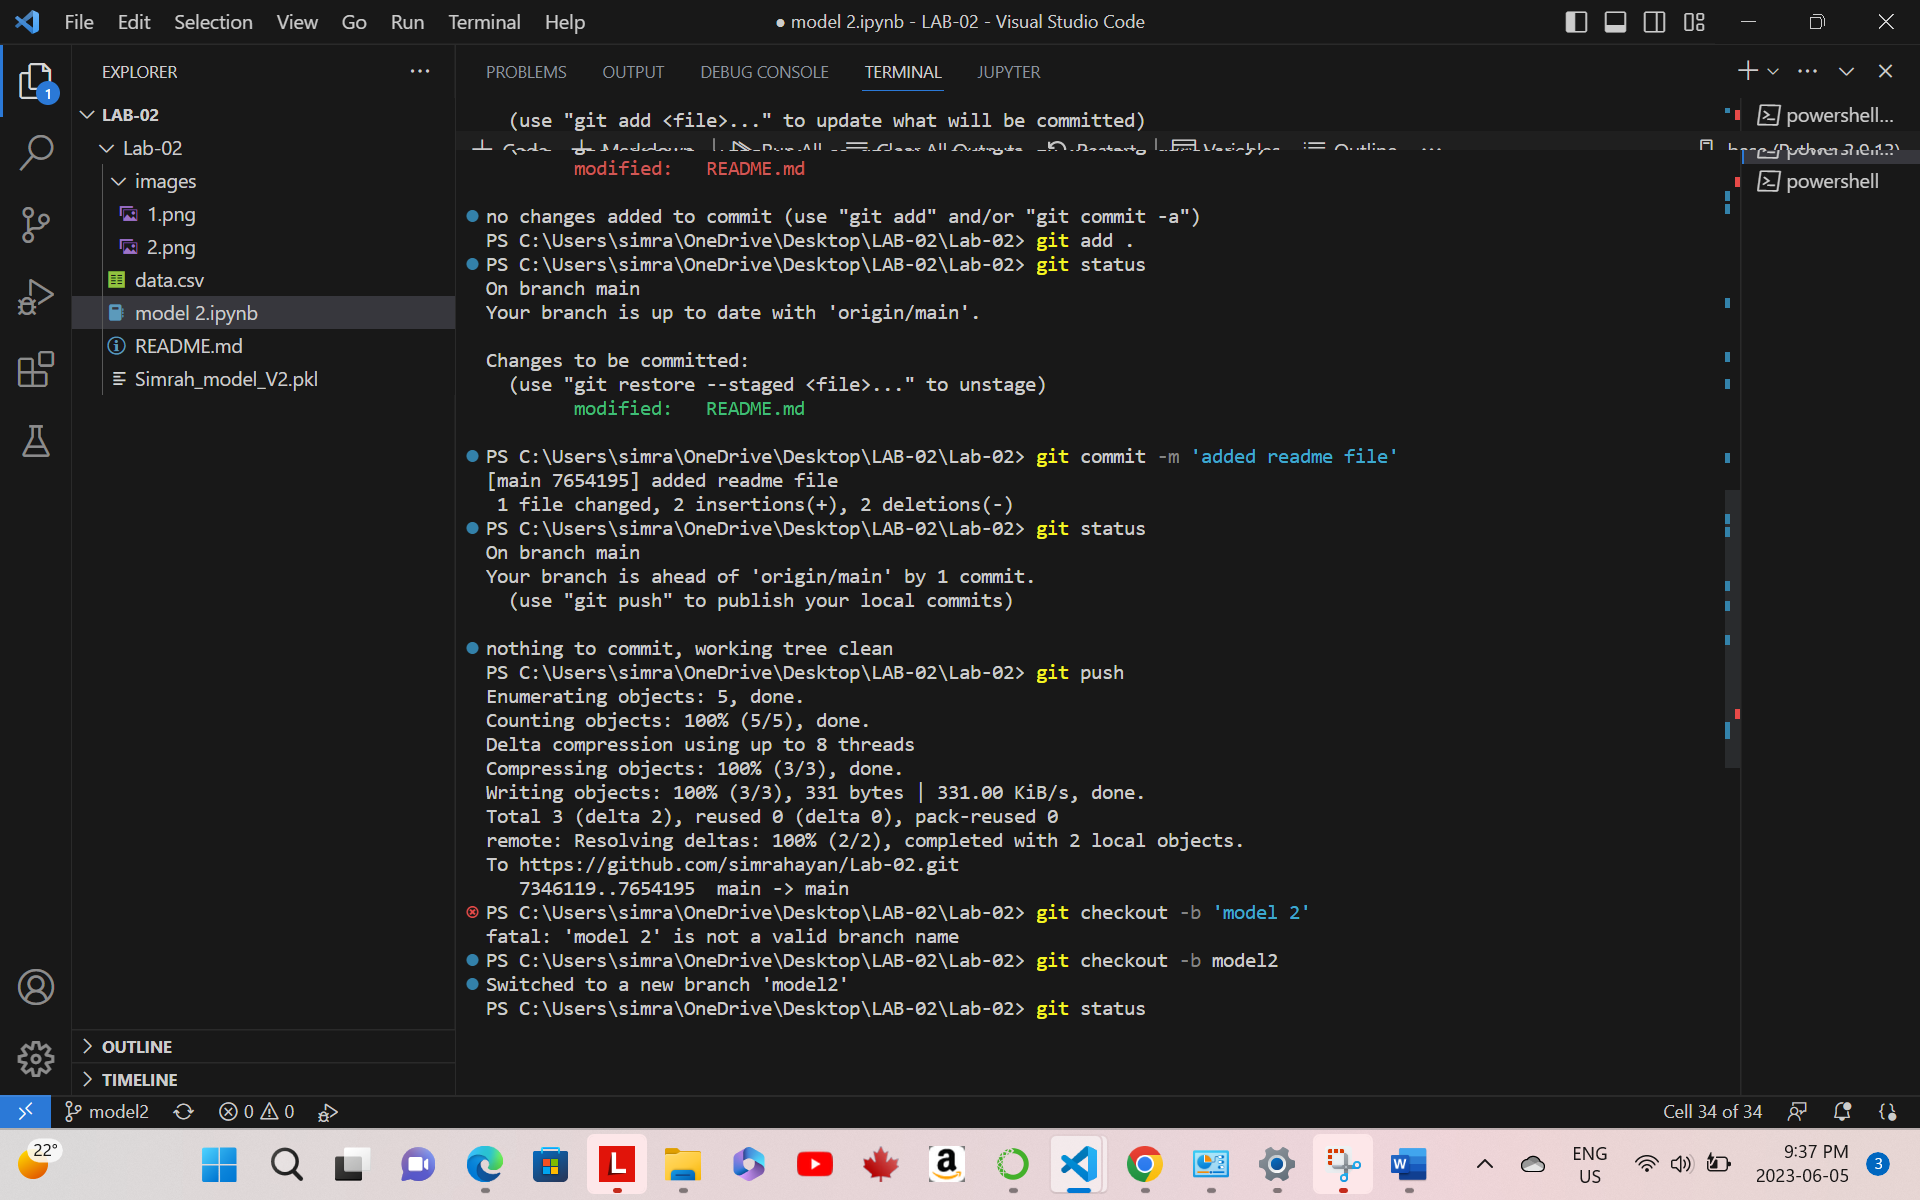 File Edit Selection View Go Run Terminal Help
● model 2.ipynb - LAB-02 - Visual Studio Code
EXPLORER
1
LAB-02
Lab-02
images
1.png
2.png
data.csv
model 2.ipynb
README.md
Simrah_model_V2.pkl
OUTLINE
TIMELINE
PROBLEMS OUTPUT DEBUG CONSOLE TERMINAL JUPYTER
(use "git add <file>..." to update what will be committed)
modified:   README.md
no changes added to commit (use "git add" and/or "git commit -a")
PS C:\Users\simra\OneDrive\Desktop\LAB-02\Lab-02> git add .
PS C:\Users\simra\OneDrive\Desktop\LAB-02\Lab-02> git status
On branch main
Your branch is up to date with 'origin/main'.
Changes to be committed:
(use "git restore --staged <file>..." to unstage)
modified:   README.md
PS C:\Users\simra\OneDrive\Desktop\LAB-02\Lab-02> git commit -m 'added readme file'
[main 7654195] added readme file
1 file changed, 2 insertions(+), 2 deletions(-)
PS C:\Users\simra\OneDrive\Desktop\LAB-02\Lab-02> git status
On branch main
Your branch is ahead of 'origin/main' by 1 commit.
(use "git push" to publish your local commits)
nothing to commit, working tree clean
PS C:\Users\simra\OneDrive\Desktop\LAB-02\Lab-02> git push
Enumerating objects: 5, done.
Counting objects: 100% (5/5), done.
Delta compression using up to 8 threads
Compressing objects: 100% (3/3), done.
Writing objects: 100% (3/3), 331 bytes | 331.00 KiB/s, done.
Total 3 (delta 2), reused 0 (delta 0), pack-reused 0
remote: Resolving deltas: 100% (2/2), completed with 2 local objects.
To https://github.com/simrahayan/Lab-02.git
7346119..7654195  main -> main
PS C:\Users\simra\OneDrive\Desktop\LAB-02\Lab-02> git checkout -b 'model 2'
fatal: 'model 2' is not a valid branch name
PS C:\Users\simra\OneDrive\Desktop\LAB-02\Lab-02> git checkout -b model2
Switched to a new branch 'model2'
PS C:\Users\simra\OneDrive\Desktop\LAB-02\Lab-02> git status
powershell...
powershell
model2 0 0
Cell 34 of 34
22°
ENG
US
9:37 PM
2023-06-05
3